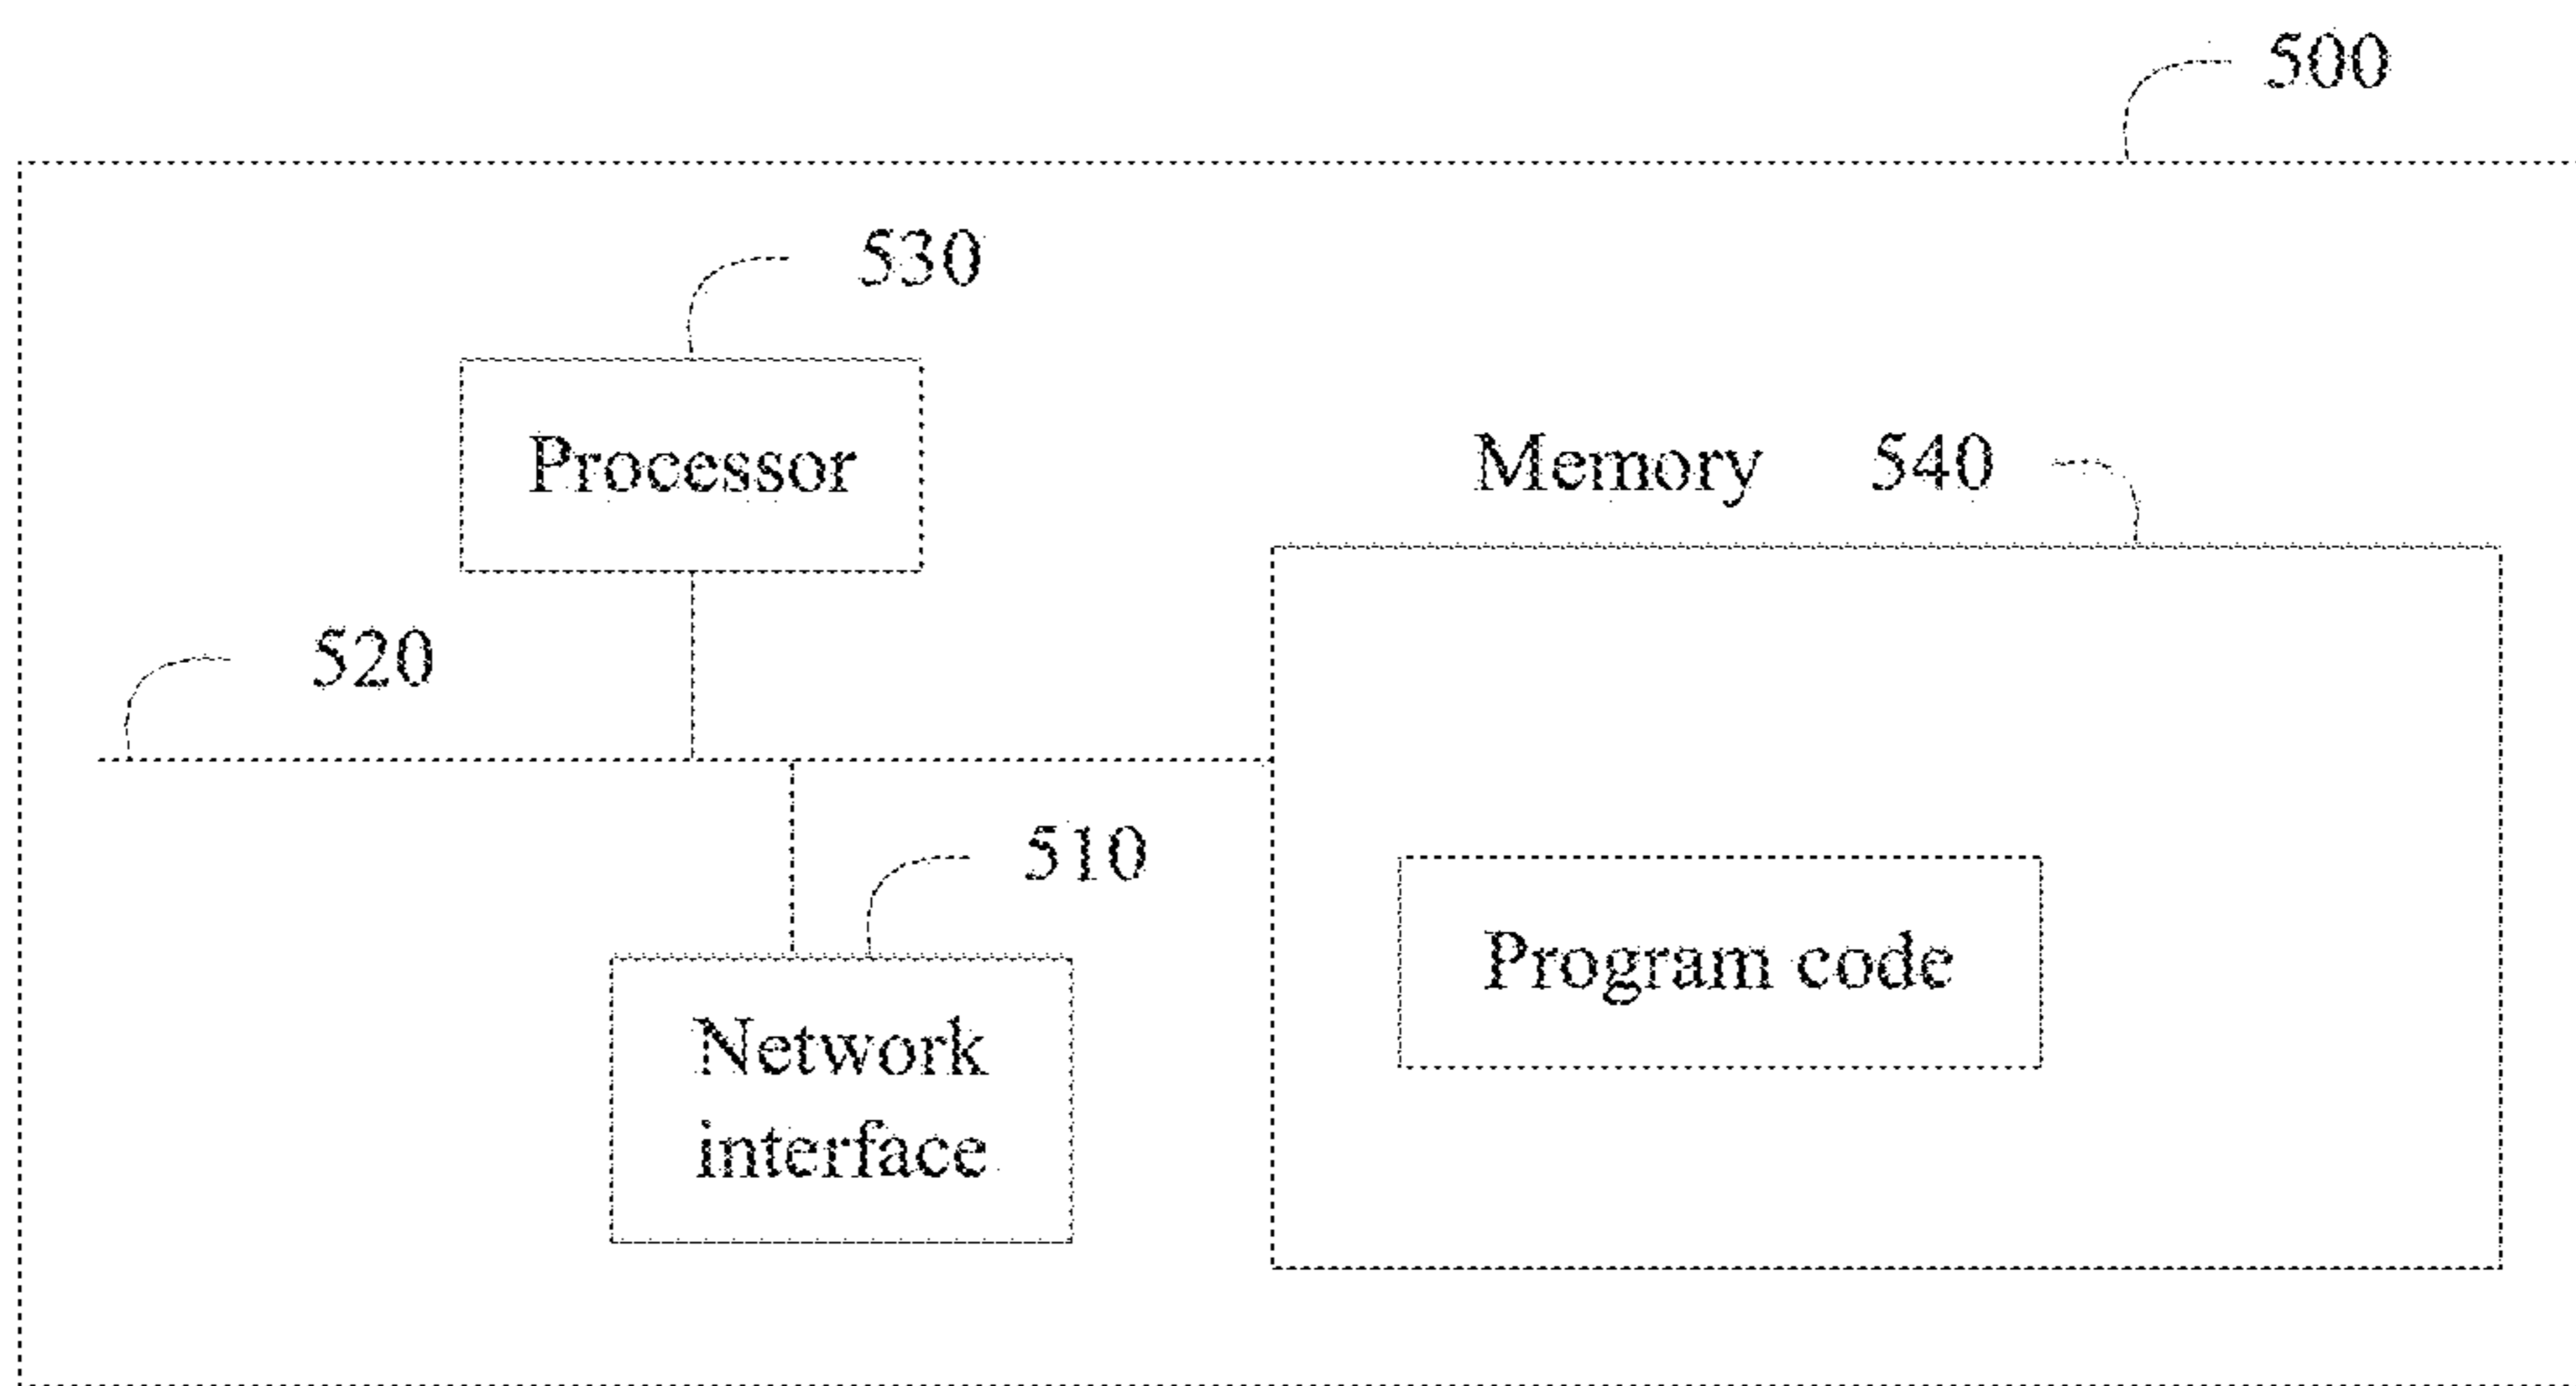 500
530
Processor
Memory 540
520
510
Network
interface
Program code